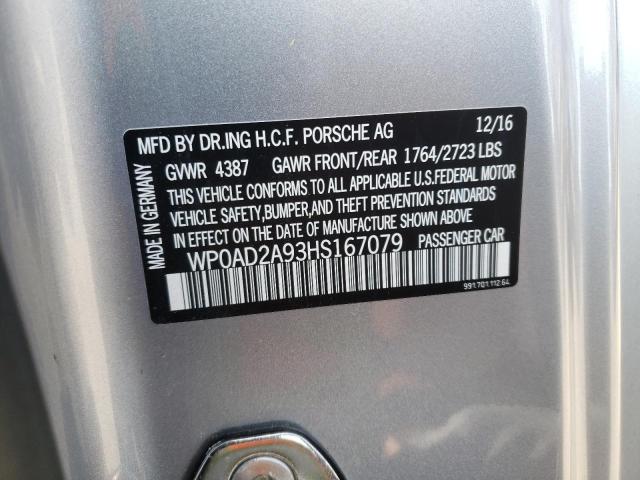 MFD BY DR.ING H.C.F. PORSCHE AG 12/16
GVWR 4387 GAWR FRONT/REAR 1764/2723 LBS
THIS VEHICLE CONFORMS TO ALL APPLICABLE U.S.FEDERAL MOTOR
VEHICLE SAFETY,BUMPER,AND THEFT PREVENTION STANDARDS
IN EFFECT ON THE DATE OF MANUFACTURE SHOWN ABOVE.
WP0AD2A93HS167079 PASSENGER CAR
991.701.112.64
MADE IN GERMANY